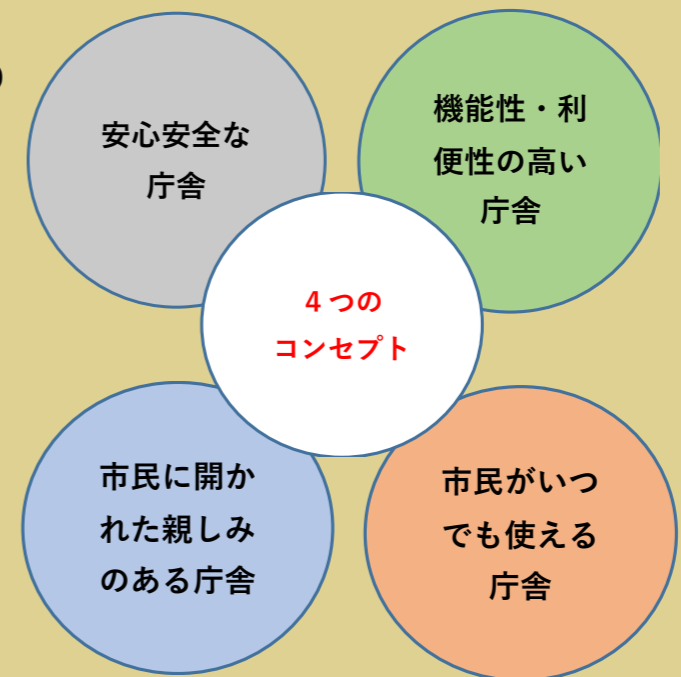 安心安全な
庁舎
機能性・利
便性の高い
庁舎
4つの
コンセプト
市民に開か
れた親しみ
のある庁舎
市民がいつ
でも使える
庁舎